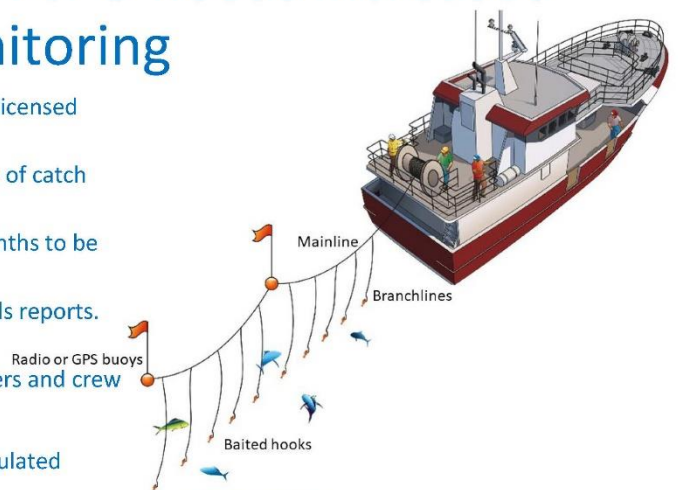 nitoring
icensed
of catch
nths to be
ls reports.
ers and crew
ulated
Mainline
Branchlines
Radio or GPS buoys
Baited hooks